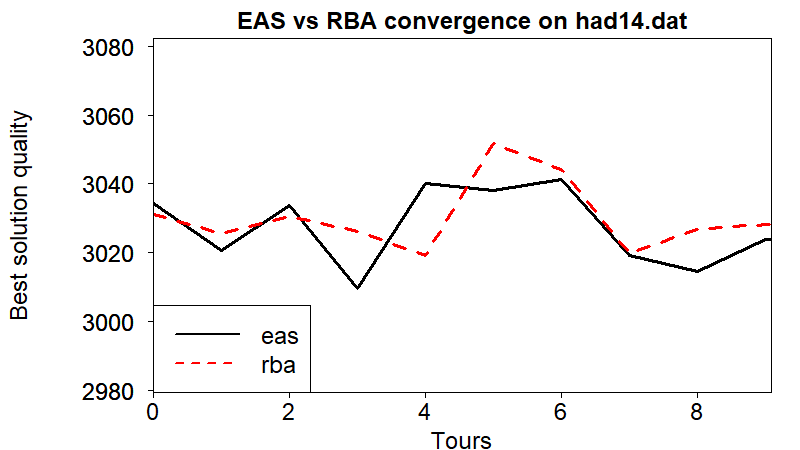 EAS vs RBA convergence on had14.dat
Best solution quality
3080
3060
3040
3020
3000
2980
eas
rba
0 2 4 6 8
Tours